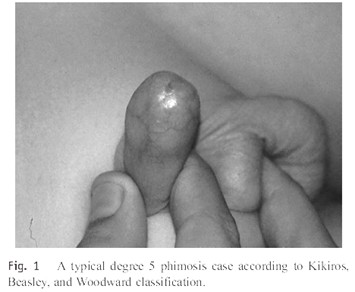 Fig. 1 A typical degree 5 phimosis case according to Kikiros,
Beasley, and Woodward classification.